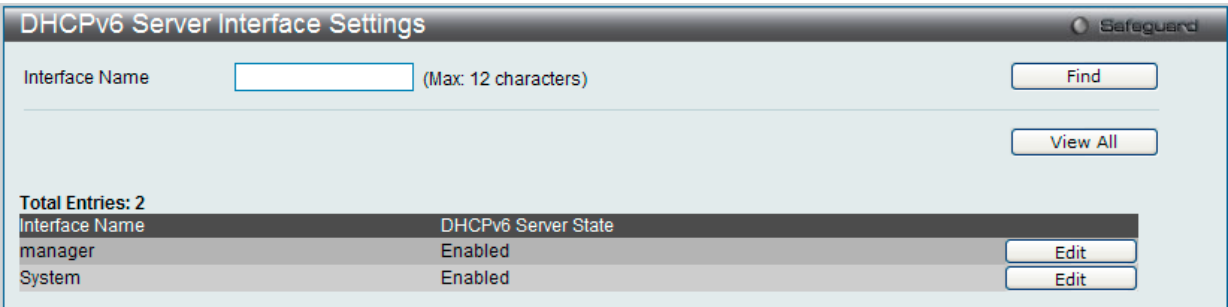 DHCPv6 Server Interface Settings
Safeguard
Interface Name (Max: 12 characters) Find
View All
Total Entries: 2
Interface Name DHCPv6 Server State
manager Enabled Edit
System Enabled Edit